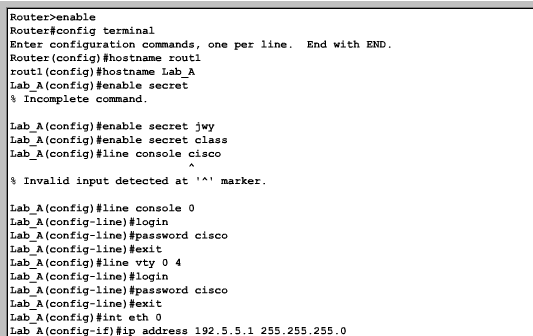 Router>enable
Router#config terminal
Enter configuration commands, one per line.  End with END.
Router(config)#hostname rout1
rout1(config)#hostname Lab_A
Lab_A(config)#enable secret
% Incomplete command.

Lab_A(config)#enable secret jwy
Lab_A(config)#enable secret class
Lab_A(config)#line console cisco
                           ^
% Invalid input detected at '^' marker.

Lab_A(config)#line console 0
Lab_A(config-line)#login
Lab_A(config-line)#password cisco
Lab_A(config-line)#exit
Lab_A(config)#line vty 0 4
Lab_A(config-line)#login
Lab_A(config-line)#password cisco
Lab_A(config-line)#exit
Lab_A(config)#int eth 0
Lab_A(config-if)#ip address 192.5.5.1 255.255.255.0